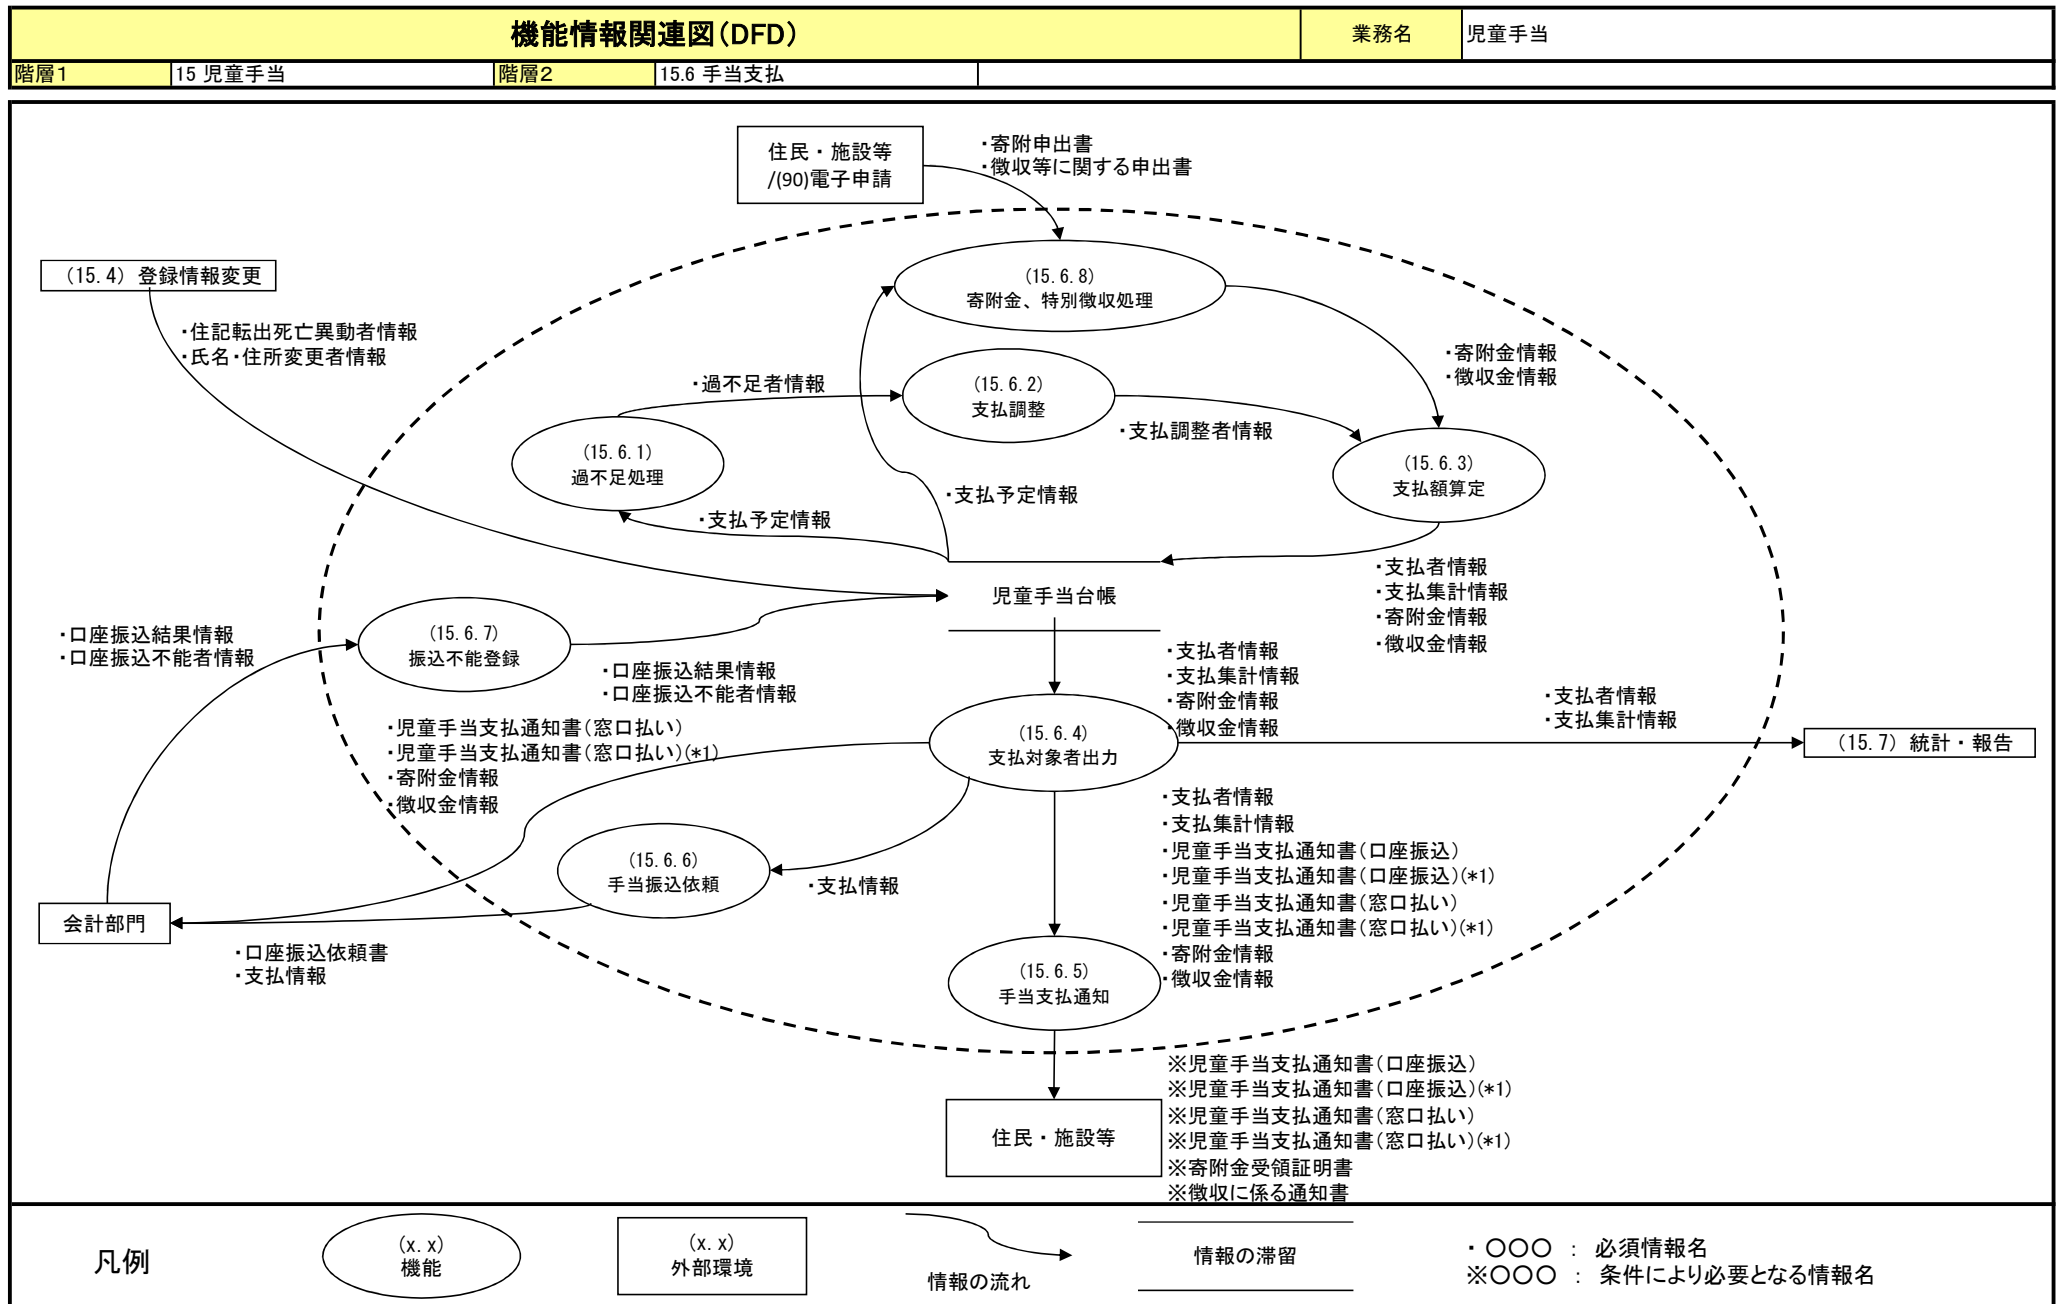 機能情報関連図(DFD)
業務名
児童手当
階層1
15 児童手当
階層2
15.6 手当支払
住民・施設等
/(90)電子申請
・寄附申出書
・徴収等に関する申出書
(15.4) 登録情報変更
・住記転出死亡異動者情報
・氏名・住所変更者情報
(15.6.8)
寄附金、特別徴収処理
・寄附金情報
・徴収金情報
・過不足者情報
(15.6.2)
支払調整
・支払調整者情報
(15.6.1)
過不足処理
(15.6.3)
支払額算定
・支払予定情報
・支払予定情報
・支払者情報
・支払集計情報
・寄附金情報
・徴収金情報
児童手当台帳
・口座振込結果情報
・口座振込不能者情報
(15.6.7)
振込不能登録
・口座振込結果情報
・口座振込不能者情報
・支払者情報
・支払集計情報
・寄附金情報
・徴収金情報
・支払者情報
・支払集計情報
・児童手当支払通知書(窓口払い)
・児童手当支払通知書(窓口払い)(*1)
・寄附金情報
・徴収金情報
(15.6.4)
支払対象者出力
(15.7) 統計・報告
・支払者情報
・支払集計情報
・児童手当支払通知書(口座振込)
・児童手当支払通知書(口座振込)(*1)
・児童手当支払通知書(窓口払い)
・児童手当支払通知書(窓口払い)(*1)
・寄附金情報
・徴収金情報
(15.6.6)
手当振込依頼
・支払情報
会計部門
・口座振込依頼書
・支払情報
(15.6.5)
手当支払通知
※児童手当支払通知書(口座振込)
※児童手当支払通知書(口座振込)(*1)
※児童手当支払通知書(窓口払い)
※児童手当支払通知書(窓口払い)(*1)
※寄附金受領証明書
※徴収に係る通知書
住民・施設等
凡例
(x.x)
機能
(x.x)
外部環境
情報の流れ
情報の滞留
・○○○ : 必須情報名
※○○○ : 条件により必要となる情報名